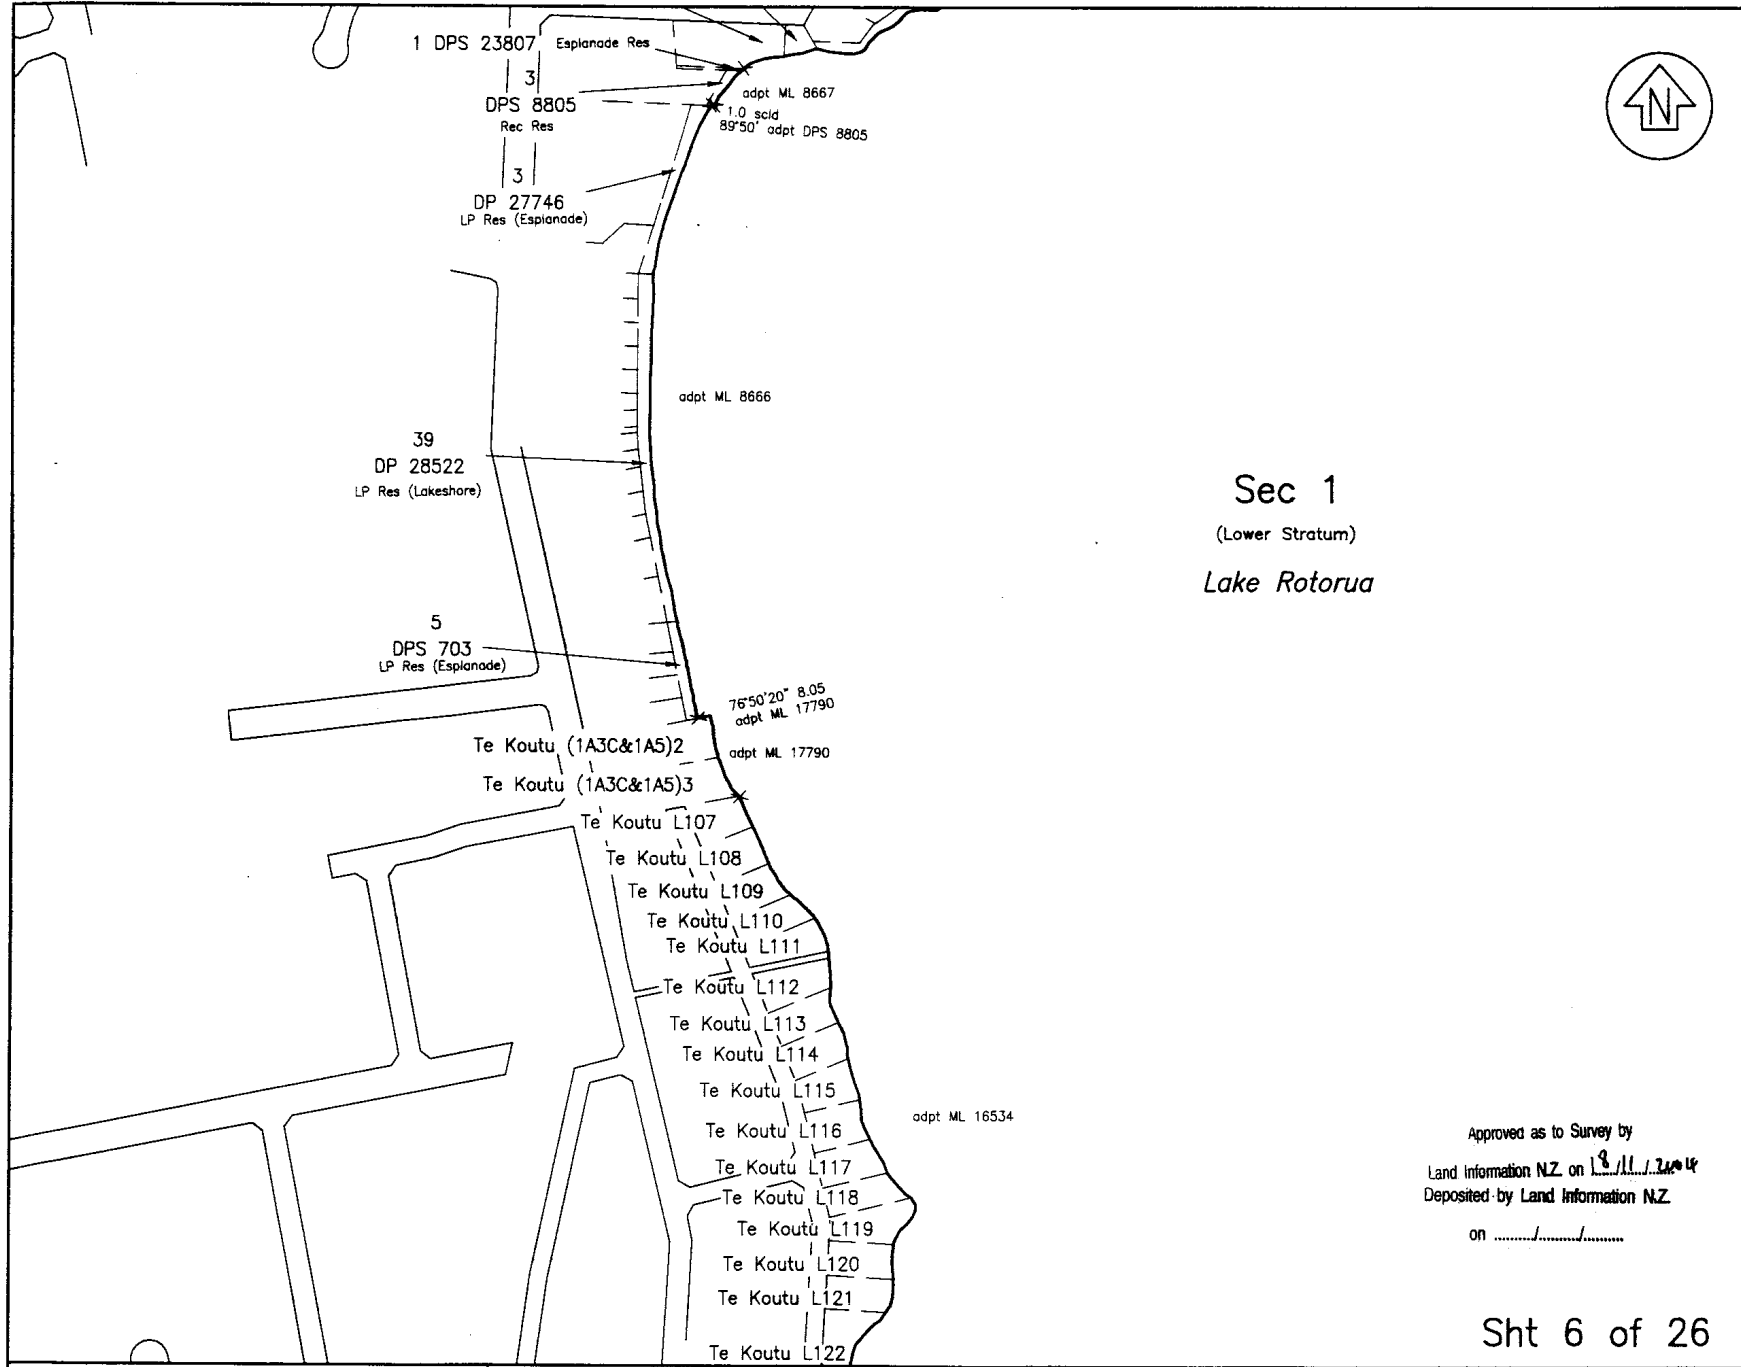 1 DPS 23807
Esplanade Res
3
DPS 8805
Rec Res
adpt ML 8667
1.0 scld
89°50' adpt DPS 8805
N
3
DP 27746
LP Res (Esplanade)
adpt ML 8666
39
DP 28522
LP Res (Lakeshore)
Sec 1
(Lower Stratum)
Lake Rotorua
5
DPS 703
LP Res (Esplanade)
76°50'20" 8.05
adpt ML 17790
Te Koutu (1A3C&1A5)2
adpt ML 17790
Te Koutu (1A3C&1A5)3
Te Koutu L107
Te Koutu L108
Te Koutu L109
Te Koutu L110
Te Koutu L111
Te Koutu L112
Te Koutu L113
Te Koutu L114
Te Koutu L115
adpt ML 16534
Te Koutu L116
Te Koutu L117
Te Koutu L118
Te Koutu L119
Te Koutu L120
Te Koutu L121
Te Koutu L122
Approved as to Survey by
Land Information N.Z. on 18/11/2004
Deposited by Land Information N.Z.
on ........../........../..........
Sht 6 of 26